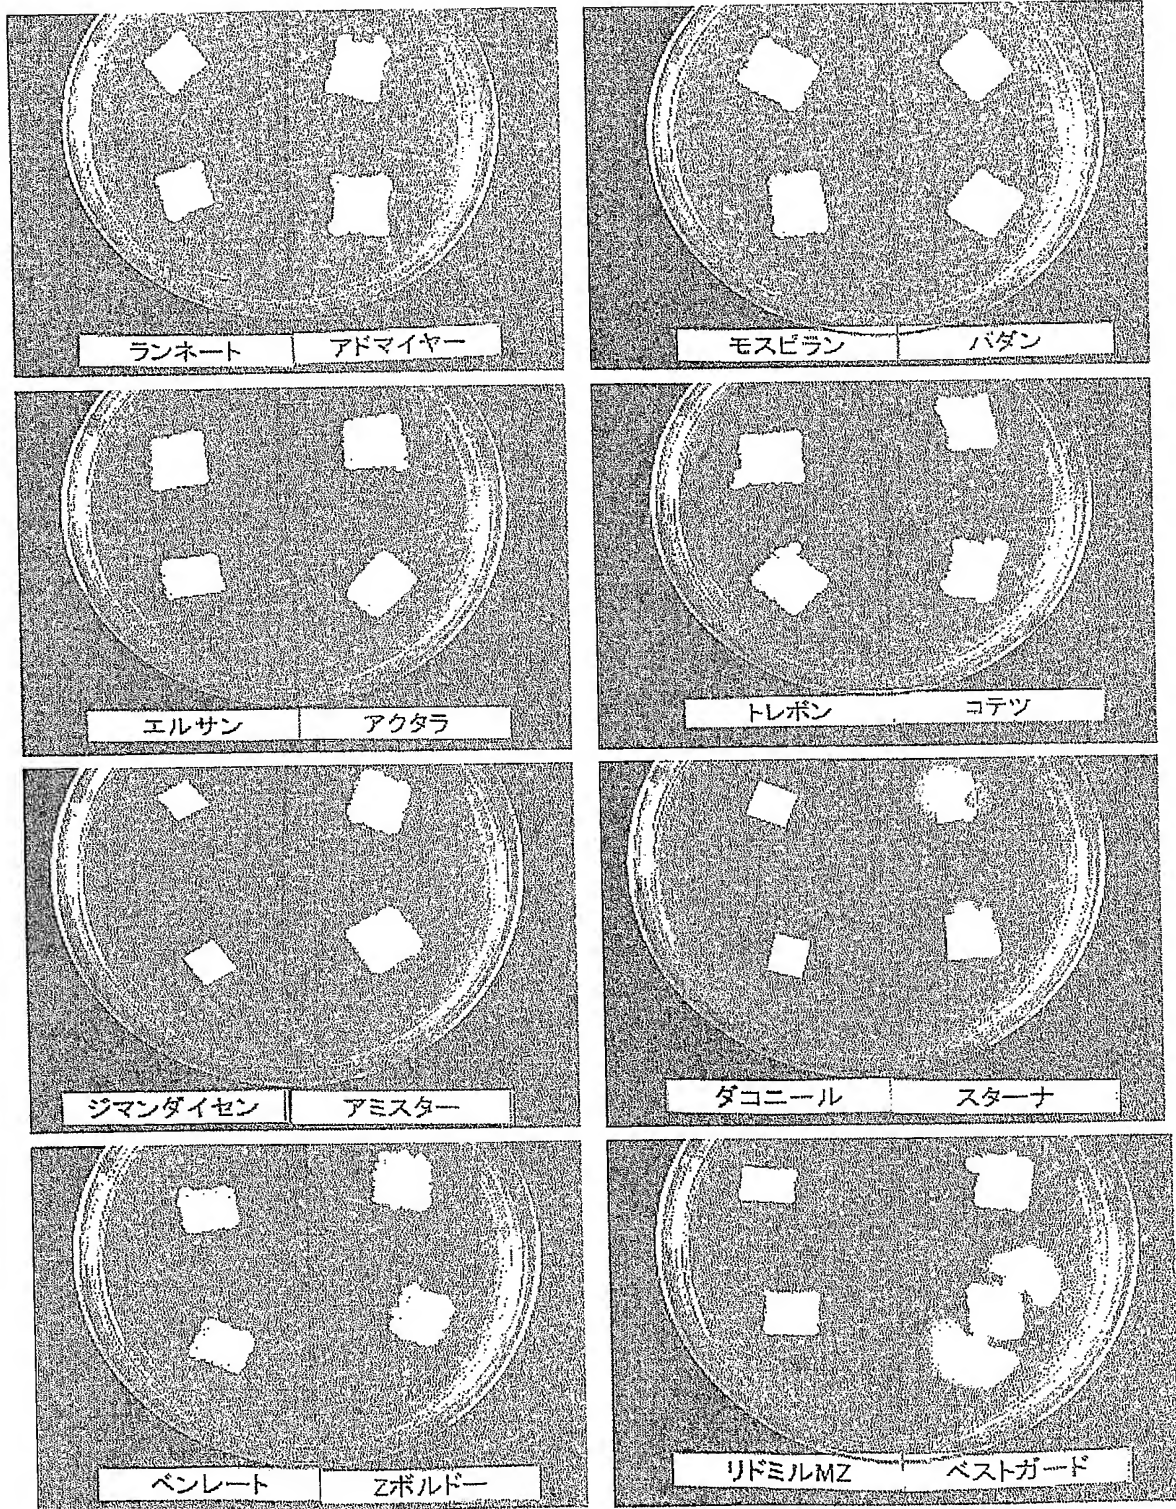 ランネート アドマイヤー
モスピラン バダン
エルサン アクタラ
トレボン コテツ
ジマンダイセン アミスター
ダコニール スターナ
ベンレート Zボルドー
リドミルMZ ベストガード